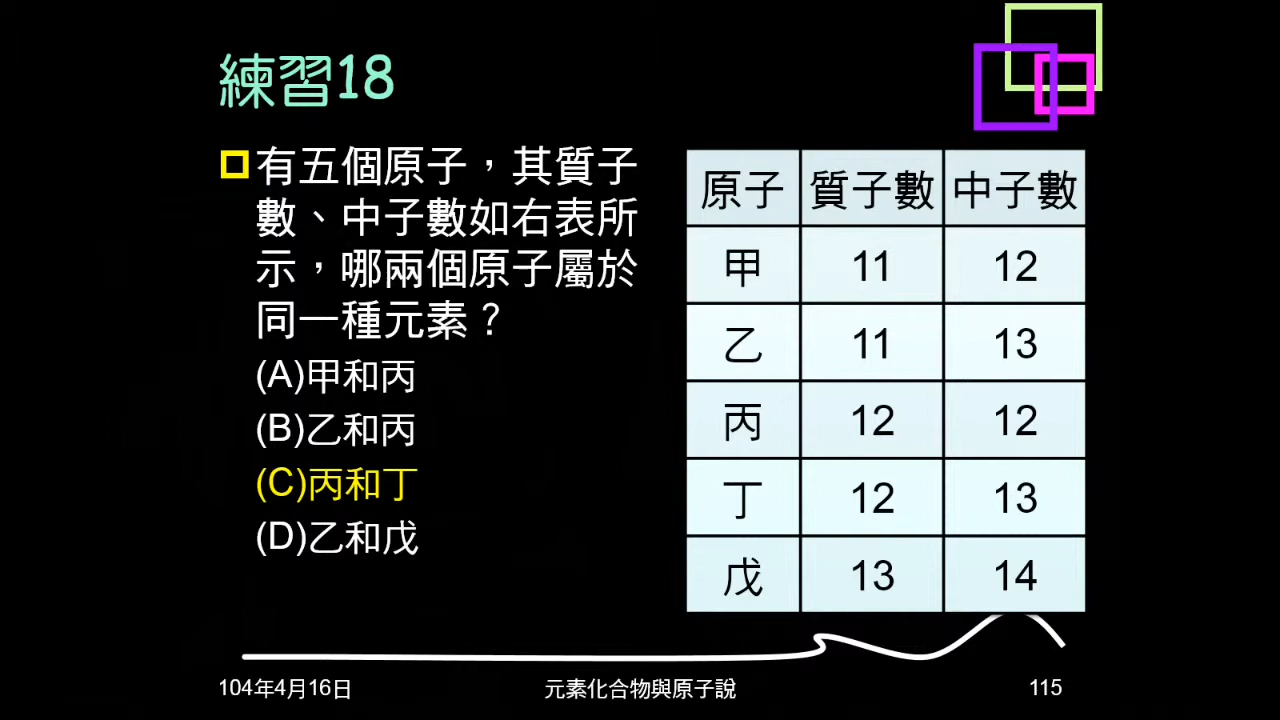 練習18
有五個原子，其質子
數、中子數如右表所
示，哪兩個原子屬於
同一種元素？
(A)甲和丙
(B)乙和丙
(C)丙和丁
(D)乙和戊
原子 質子數 中子數
甲 11 12
乙 11 13
丙 12 12
丁 12 13
戊 13 14
104年4月16日 元素化合物與原子說 115